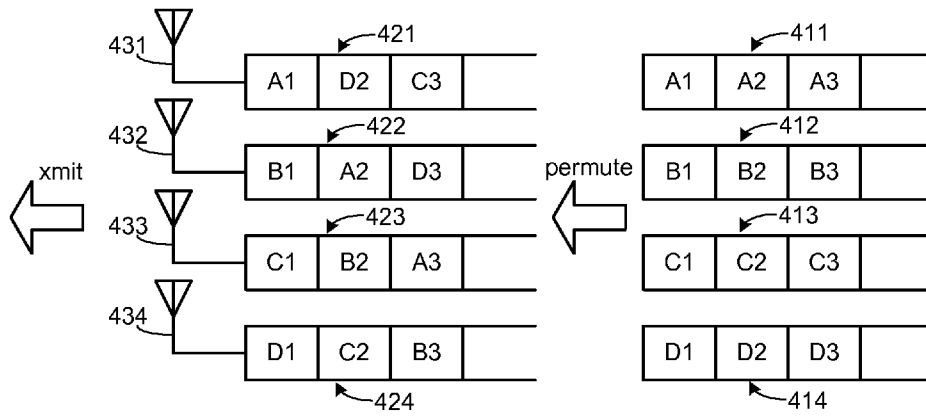 421
411
431
A1 D2 C3
A1 A2 A3
422
412
432
B1 A2 D3
B1 B2 B3
xmit
permute
423
413
433
C1 B2 A3
C1 C2 C3
434
D1 C2 B3
D1 D2 D3
424
414